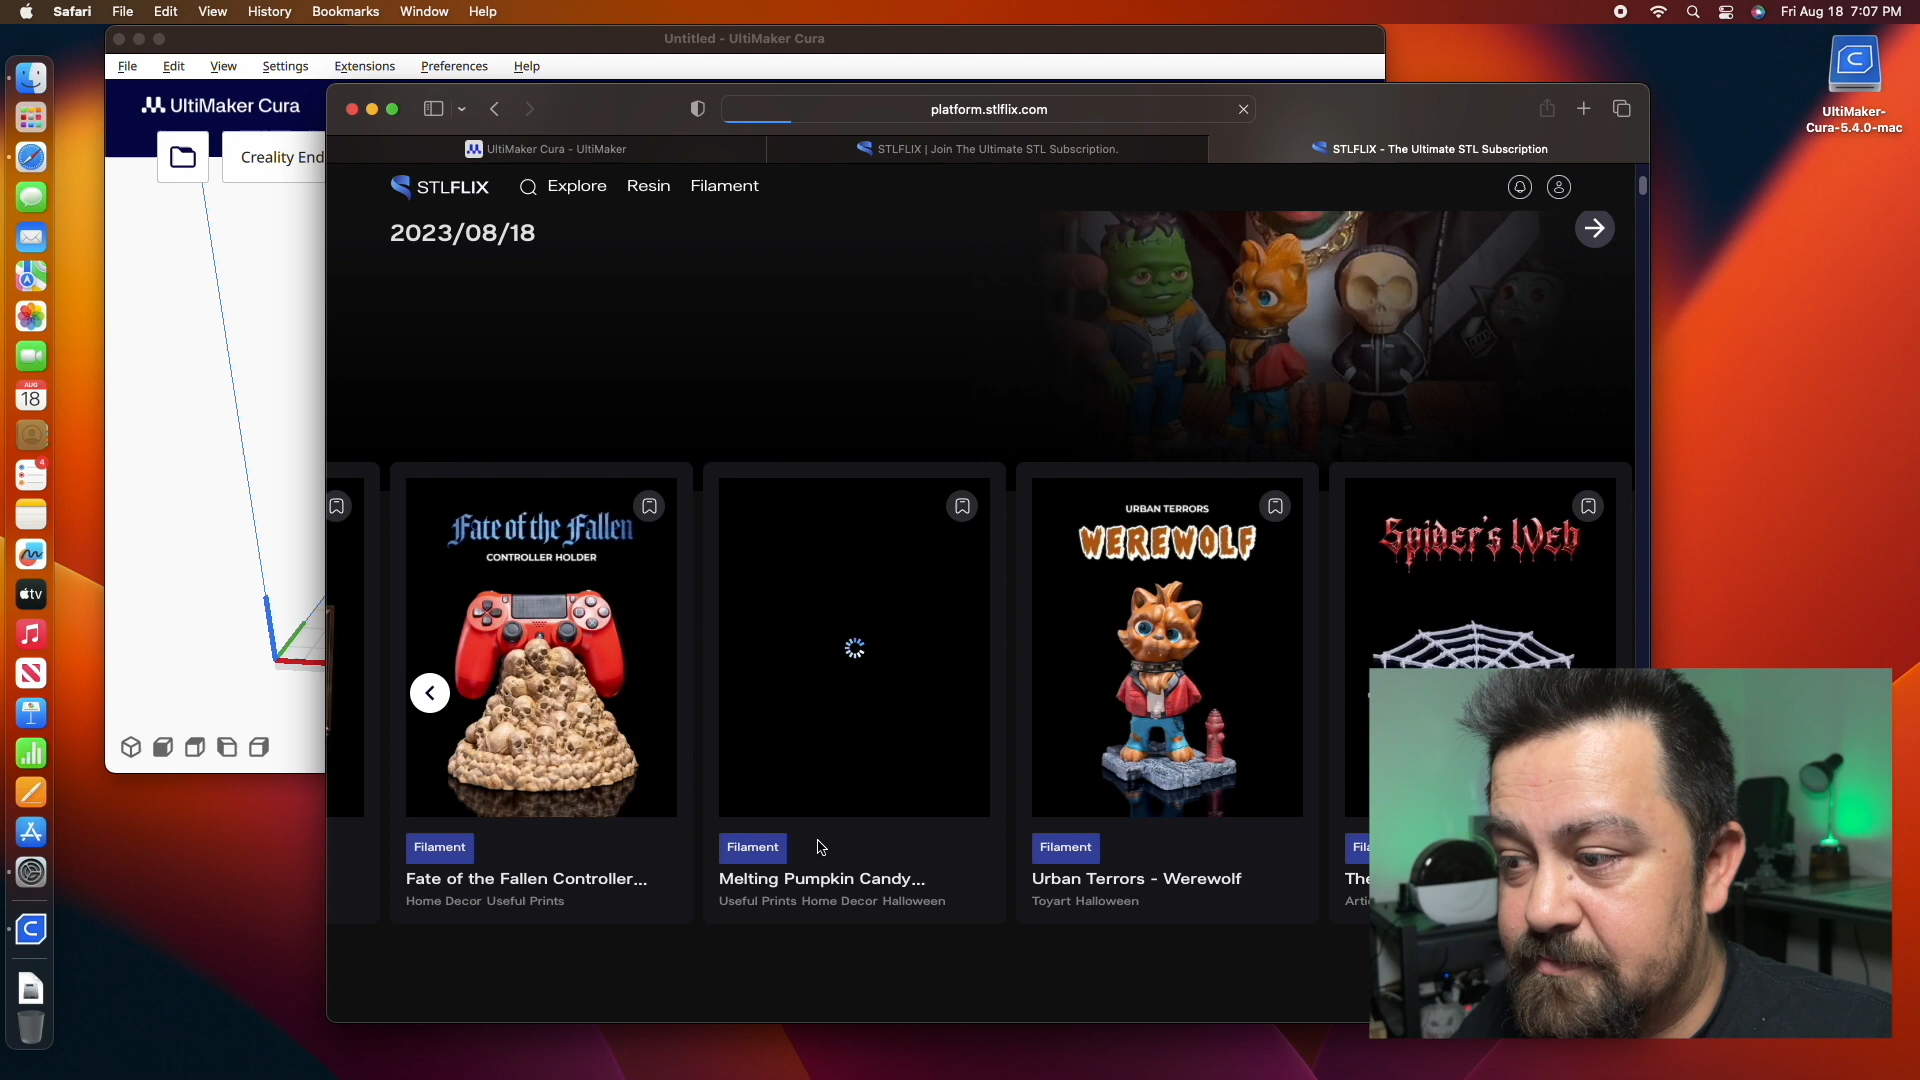 Safari File Edit View History Bookmarks Window Help
Fri Aug 18 7:07 PM
Untitled - UltiMaker Cura
File Edit View Settings Extensions Preferences Help
UltiMaker Cura
Creality End
UltiMaker-
Cura-5.4.0-mac
platform.stlflix.com
UltiMaker Cura - UltiMaker
STLFLIX | Join The Ultimate STL Subscription.
STLFLIX - The Ultimate STL Subscription
STLFLIX Explore Resin Filament
2023/08/18
AUG
18
4
tv
Fate of the Fallen
CONTROLLER HOLDER
Filament
Fate of the Fallen Controller...
Home Decor Useful Prints
Filament
Melting Pumpkin Candy...
Useful Prints Home Decor Halloween
URBAN TERRORS
WEREWOLF
Filament
Urban Terrors - Werewolf
Toyart Halloween
Spider's Web
Fil
The
Artic